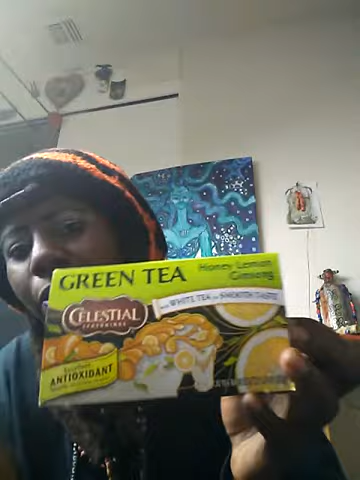 GREEN TEA
Honey Lemon
Ginseng
with WHITE TEA for SMOOTH TASTE
CELESTIAL
SEASONINGS
ANTIOXIDANT